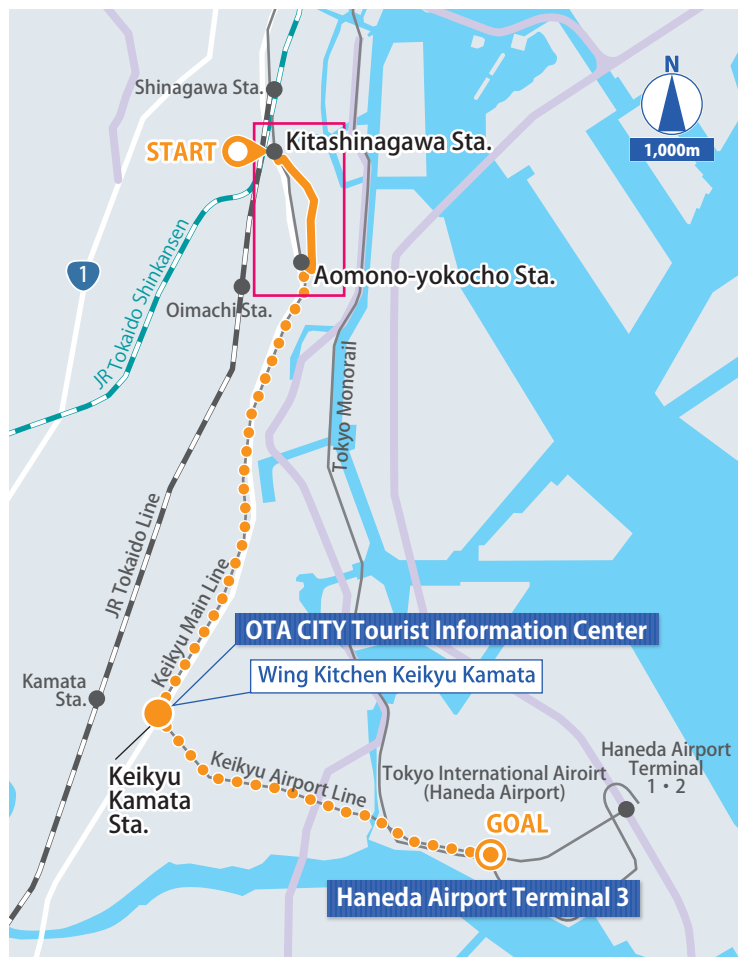 Shinagawa Sta.
N
1,000m
START
Kitashinagawa Sta.
1
JR Tokaido Shinkansen
Aomono-yokocho Sta.
Oimachi Sta.
Tokyo Monorail
JR Tokaido Line
Keikyu Main Line
OTA CITY Tourist Information Center
Wing Kitchen Keikyu Kamata
Kamata
Sta.
Keikyu
Kamata
Sta.
Keikyu Airport Line
Tokyo International Airoirt
(Haneda Airport)
Haneda Airport
Terminal
1・2
GOAL
Haneda Airport Terminal 3